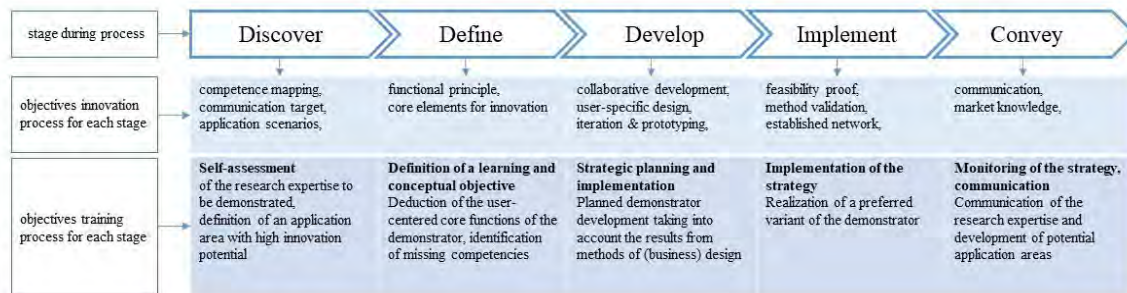 stage during process
Discover
Define
Develop
Implement
Convey
objectives innovation
process for each stage
competence mapping,
communication target,
application scenarios,
functional principle,
core elements for innovation
collaborative development,
user-specific design,
iteration & prototyping,
feasibility proof,
method validation,
established network,
communication,
market knowledge,
objectives training
process for each stage
Self-assessment
of the research expertise to
be demonstrated,
definition of an application
area with high innovation
potential
Definition of a learning and
conceptual objective
Deduction of the user-
centered core functions of the
demonstrator, identification
of missing competencies
Strategic planning and
implementation
Planned demonstrator
development taking into
account the results from
methods of (business) design
Implementation of the
strategy
Realization of a preferred
variant of the demonstrator
Monitoring of the strategy,
communication
Communication of the
research expertise and
development of potential
application areas